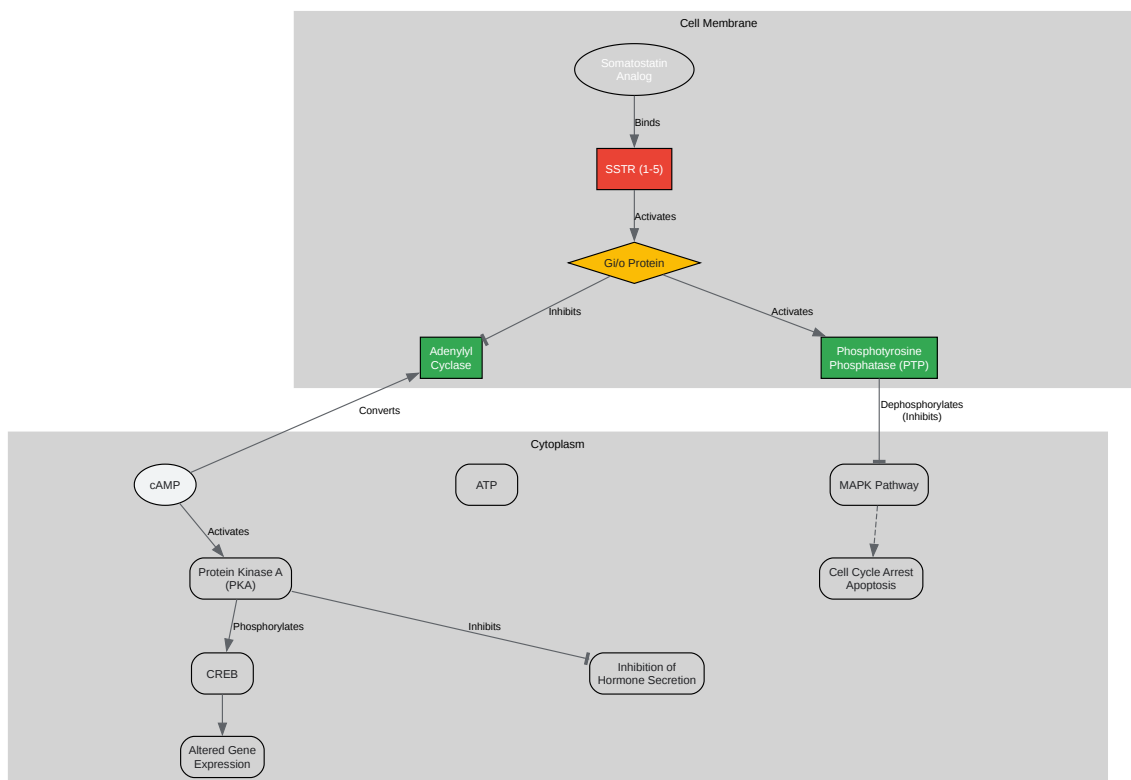 Cell Membrane
Somatostatin
Analog
Binds
SSTR (1-5)
Activates
Gi/o Protein
Inhibits
Activates
Adenylyl
Cyclase
Phosphotyrosine
Phosphatase (PTP)
Converts
Dephosphorylates
(Inhibits)
Cytoplasm
cAMP
ATP
MAPK Pathway
Activates
Protein Kinase A
(PKA)
Cell Cycle Arrest
Apoptosis
Phosphorylates
Inhibits
CREB
Inhibition of
Hormone Secretion
Altered Gene
Expression